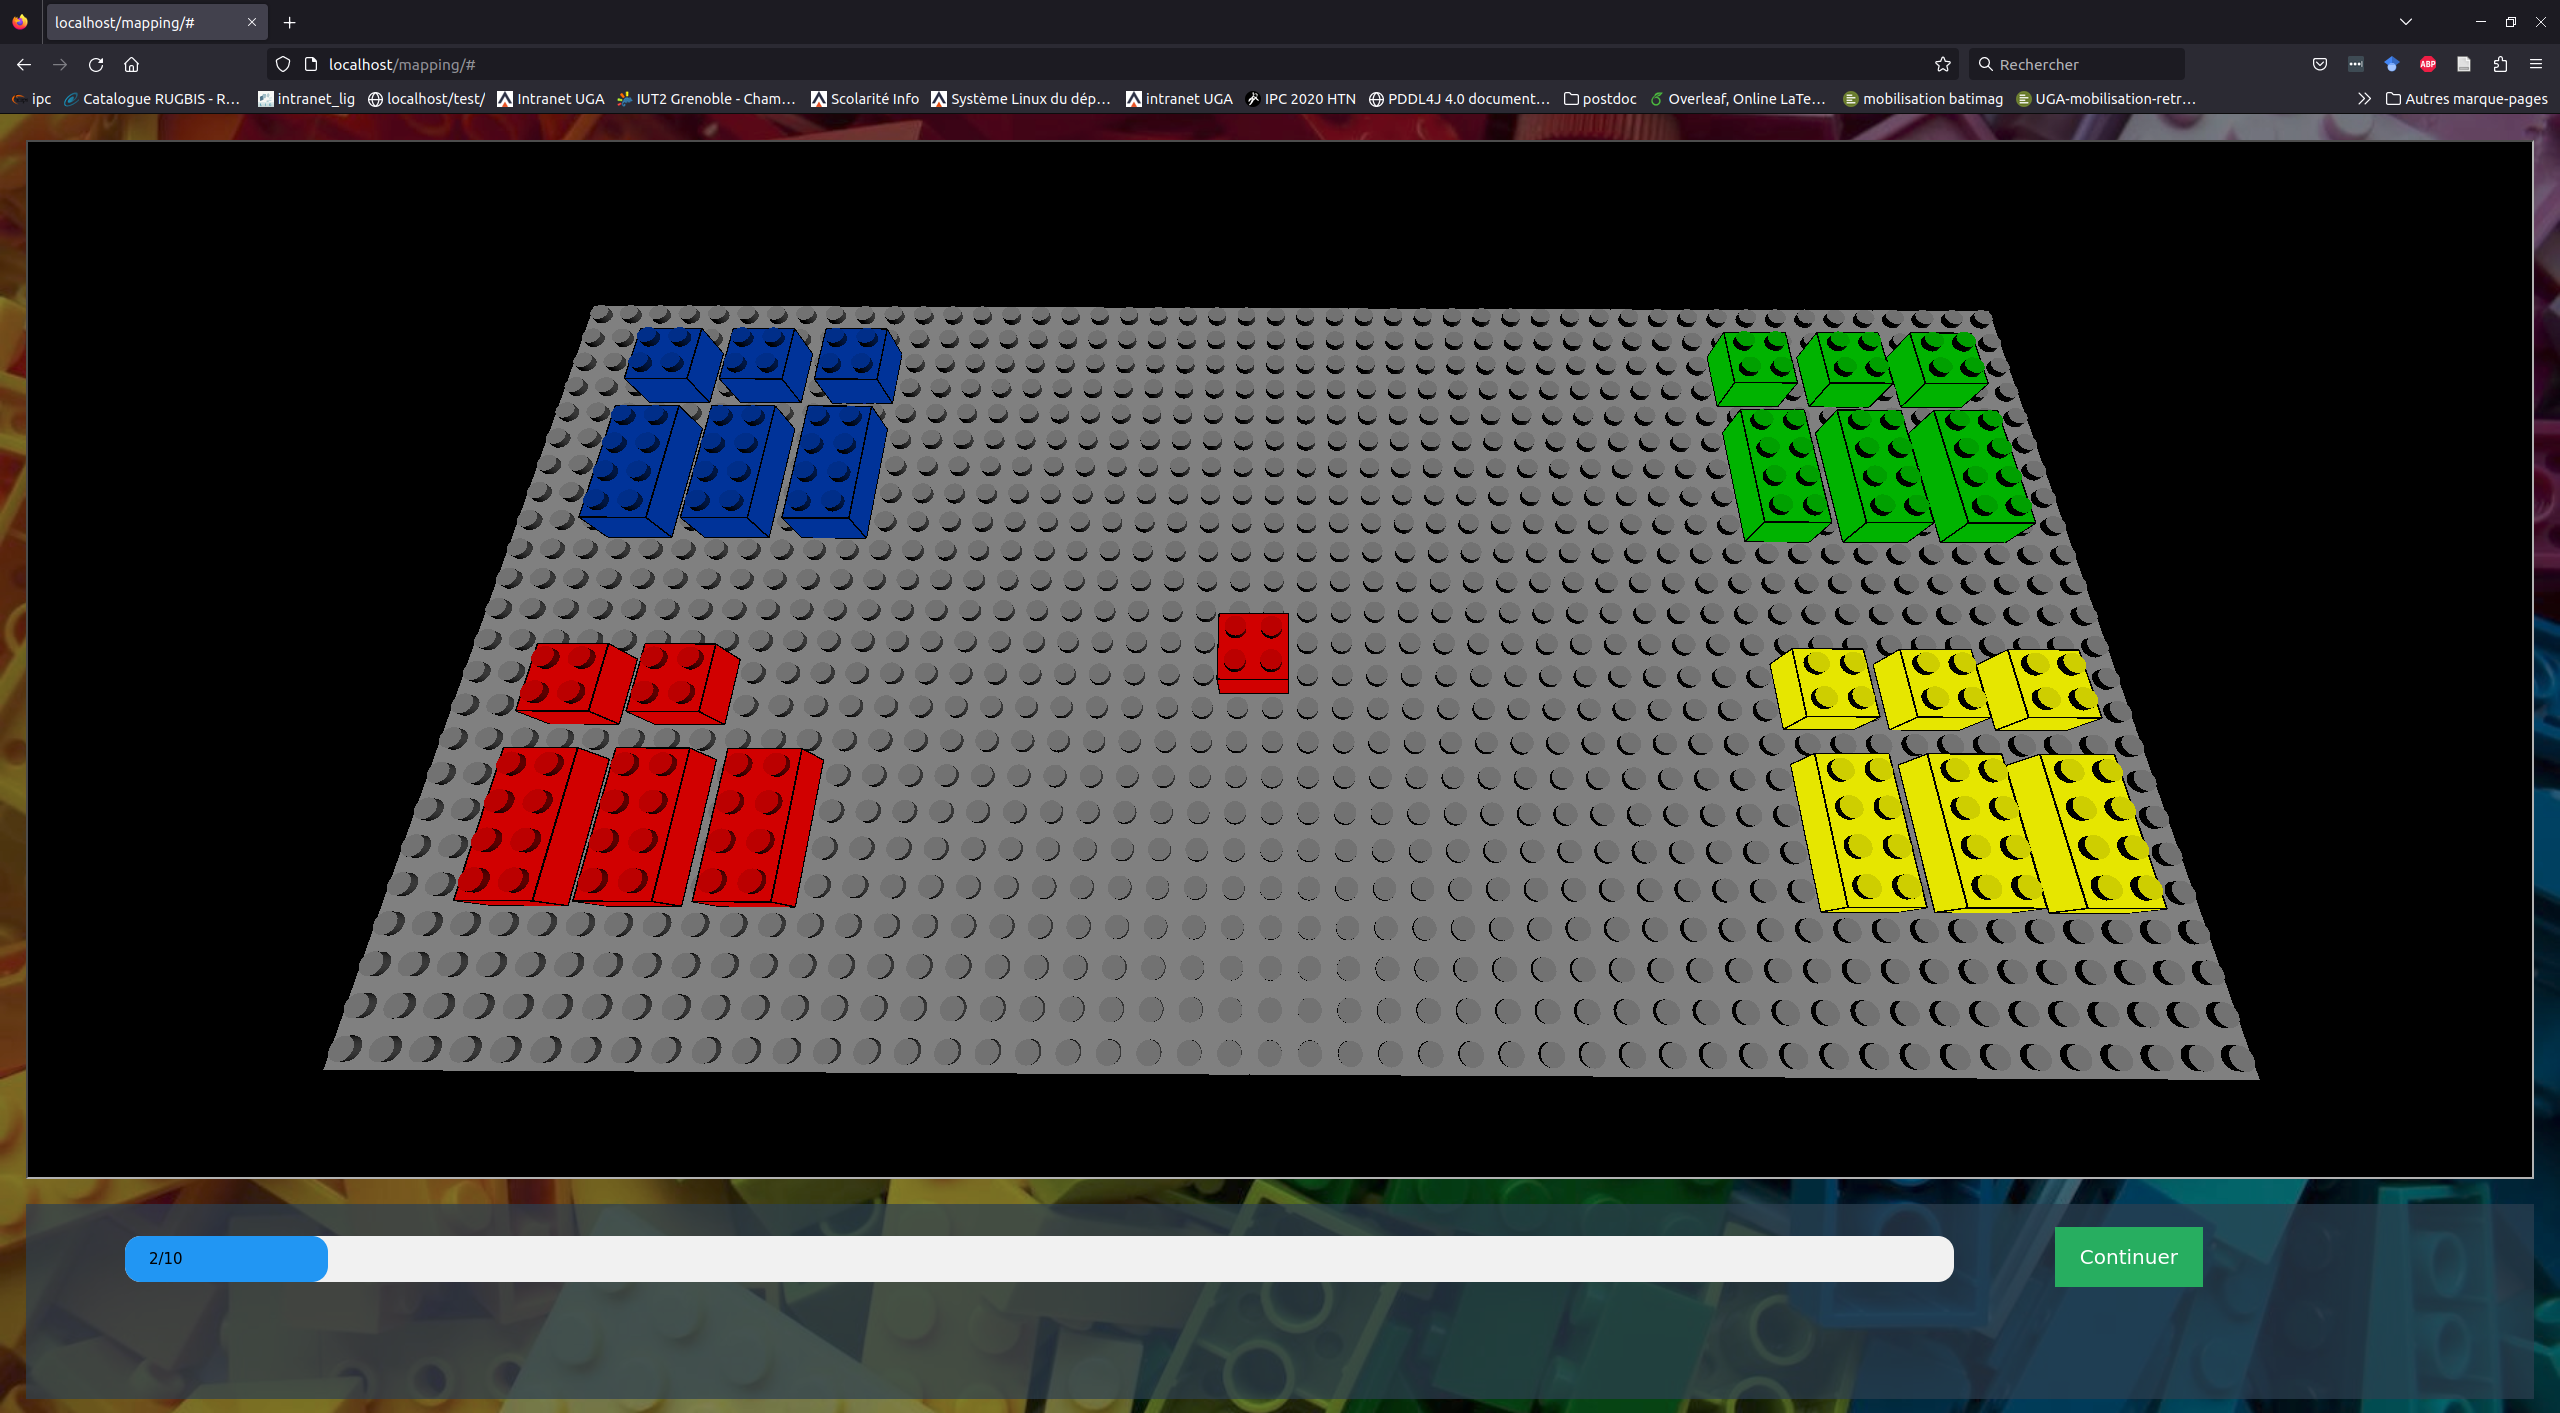 localhost/mapping/#
localhost/mapping/#
Rechercher
ABP
ipc
Catalogue RUGBIS - R…
intranet_lig
localhost/test/
Intranet UGA
IUT2 Grenoble - Cham…
Scolarité Info
Système Linux du dép…
intranet UGA
IPC 2020 HTN
PDDL4J 4.0 document…
postdoc
Overleaf, Online LaTe…
mobilisation batimag
UGA-mobilisation-retr…
Autres marque-pages
2/10
Continuer